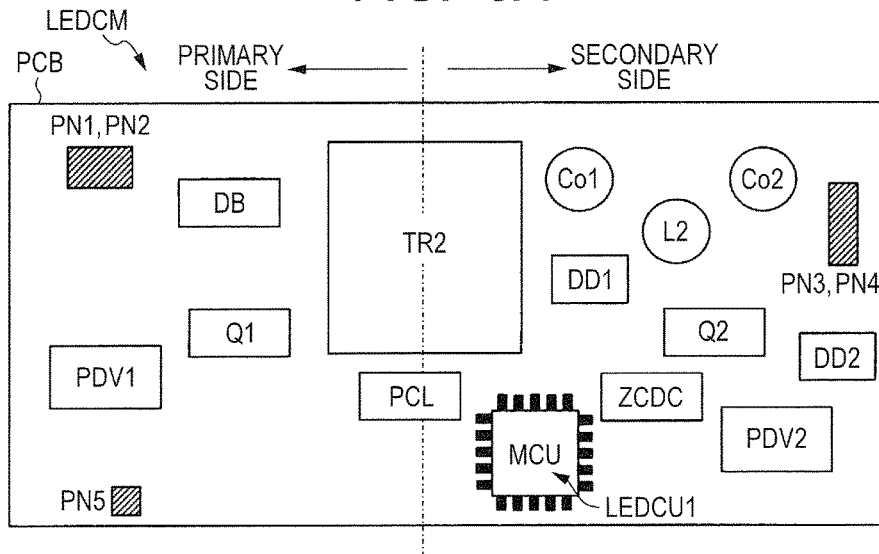 LEDCM
PCB
PRIMARY
SIDE
SECONDARY
SIDE
PN1, PN2
DB
TR2
Co1
Co2
L2
DD1
PN3, PN4
Q1
Q2
DD2
PDV1
PCL
ZCDC
MCU
PDV2
PN5
LEDCU1